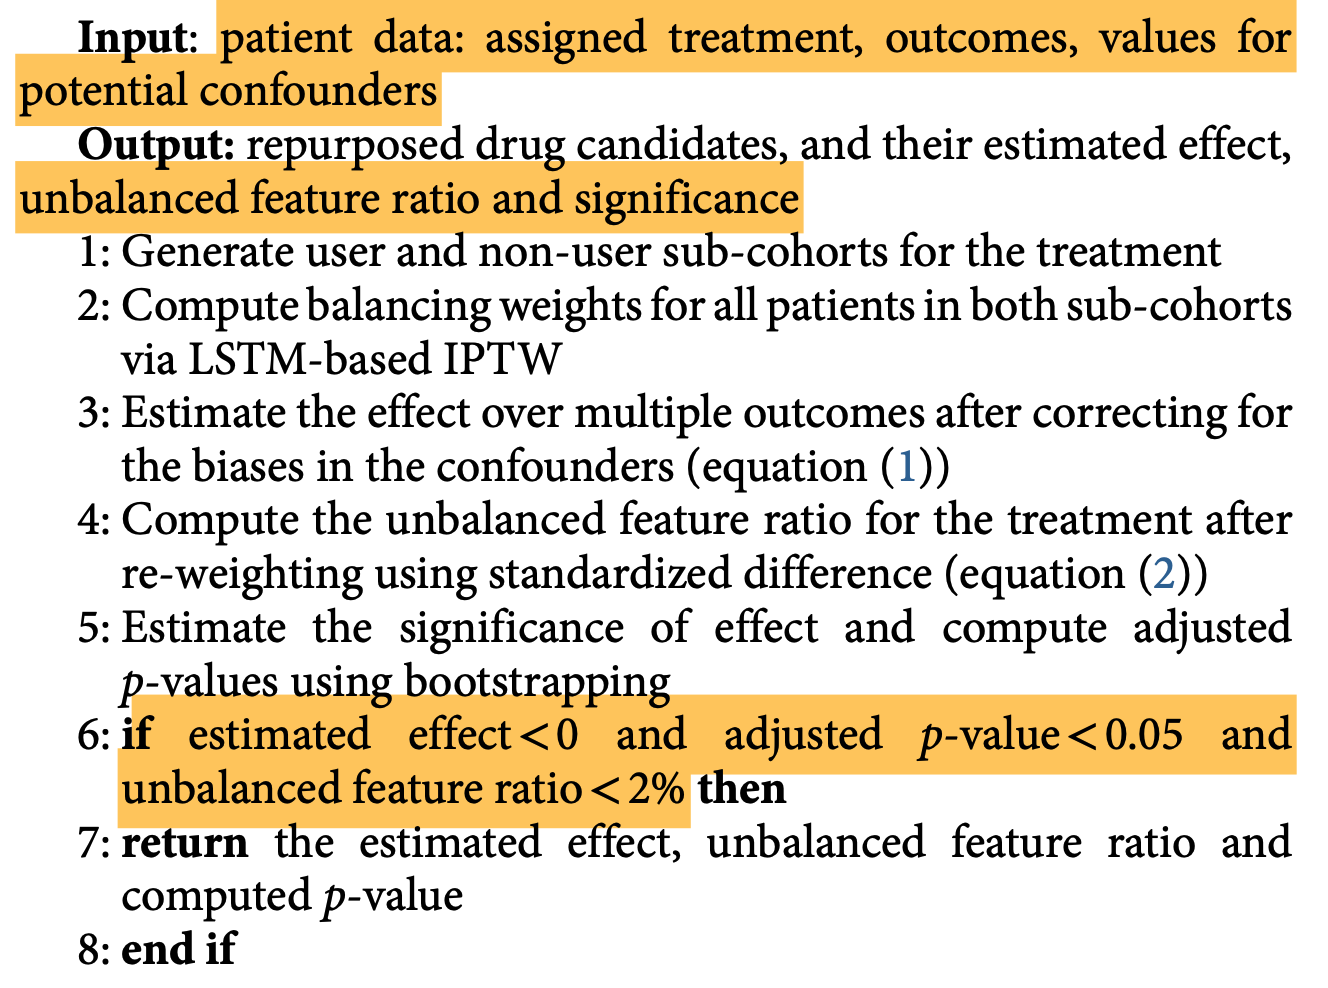 Input: patient data: assigned treatment, outcomes, values for
potential confounders
Output: repurposed drug candidates, and their estimated effect,
unbalanced feature ratio and significance
1: Generate user and non-user sub-cohorts for the treatment
2: Compute balancing weights for all patients in both sub-cohorts
via LSTM-based IPTW
3: Estimate the effect over multiple outcomes after correcting for
the biases in the confounders (equation (1))
4: Compute the unbalanced feature ratio for the treatment after
re-weighting using standardized difference (equation (2))
5: Estimate the significance of effect and compute adjusted
p-values using bootstrapping
6: if estimated effect < 0 and adjusted p-value < 0.05 and
unbalanced feature ratio < 2% then
7: return the estimated effect, unbalanced feature ratio and
computed p-value
8: end if